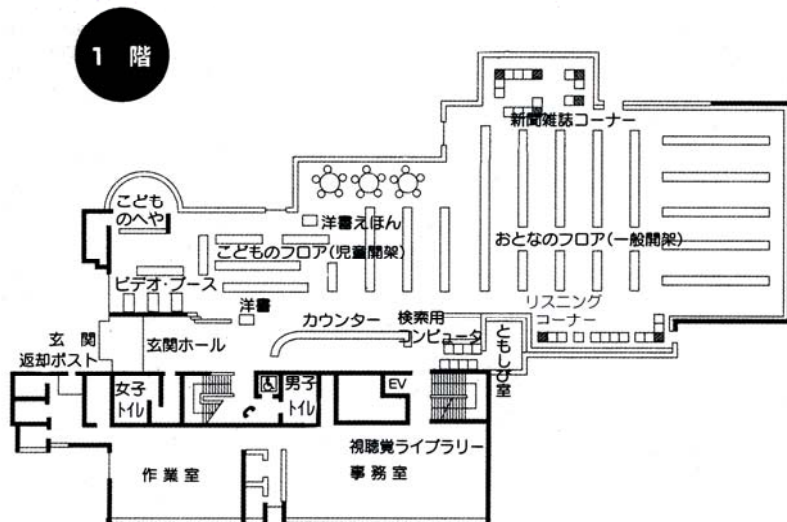 1 階
新聞雑誌コーナー
こども
のへや
洋書えほん
こどものフロア(児童開架)
おとなのフロア(一般開架)
ビデオ・ブース
洋書
カウンター
検索用
コンピュータ
リスニング
コーナー
ともしび室
玄 関
返却ポスト
玄関ホール
女子
トイレ
男子
トイレ
EV
視聴覚ライブラリー
事務室
作業室